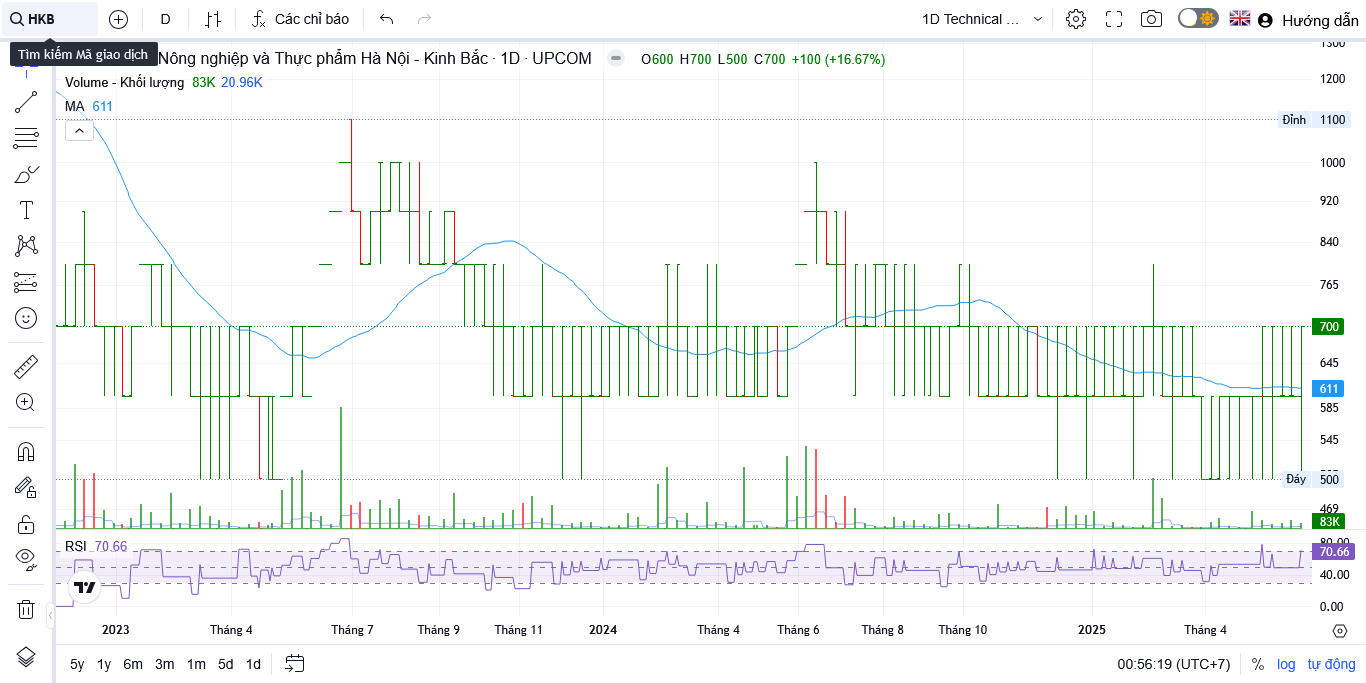 HKB
D
Các chỉ báo
1D Technical ...
Hướng dẫn
Tìm kiếm Mã giao dịch
Nông nghiệp và Thực phẩm Hà Nội - Kinh Bắc · 1D · UPCOM
O600 H700 L500 C700 +100 (+16.67%)
Volume - Khối lượng 83K 20.96K
MA 611
1300
1200
Đỉnh 1100
1000
920
840
765
700
645
611
585
545
Đáy 500
469
83K
RSI 70.66
80.00
70.66
40.00
0.00
2023 Tháng 4 Tháng 7 Tháng 9 Tháng 11 2024 Tháng 4 Tháng 6 Tháng 8 Tháng 10 2025 Tháng 4
5y 1y 6m 3m 1m 5d 1d
00:56:19 (UTC+7) % log tự động